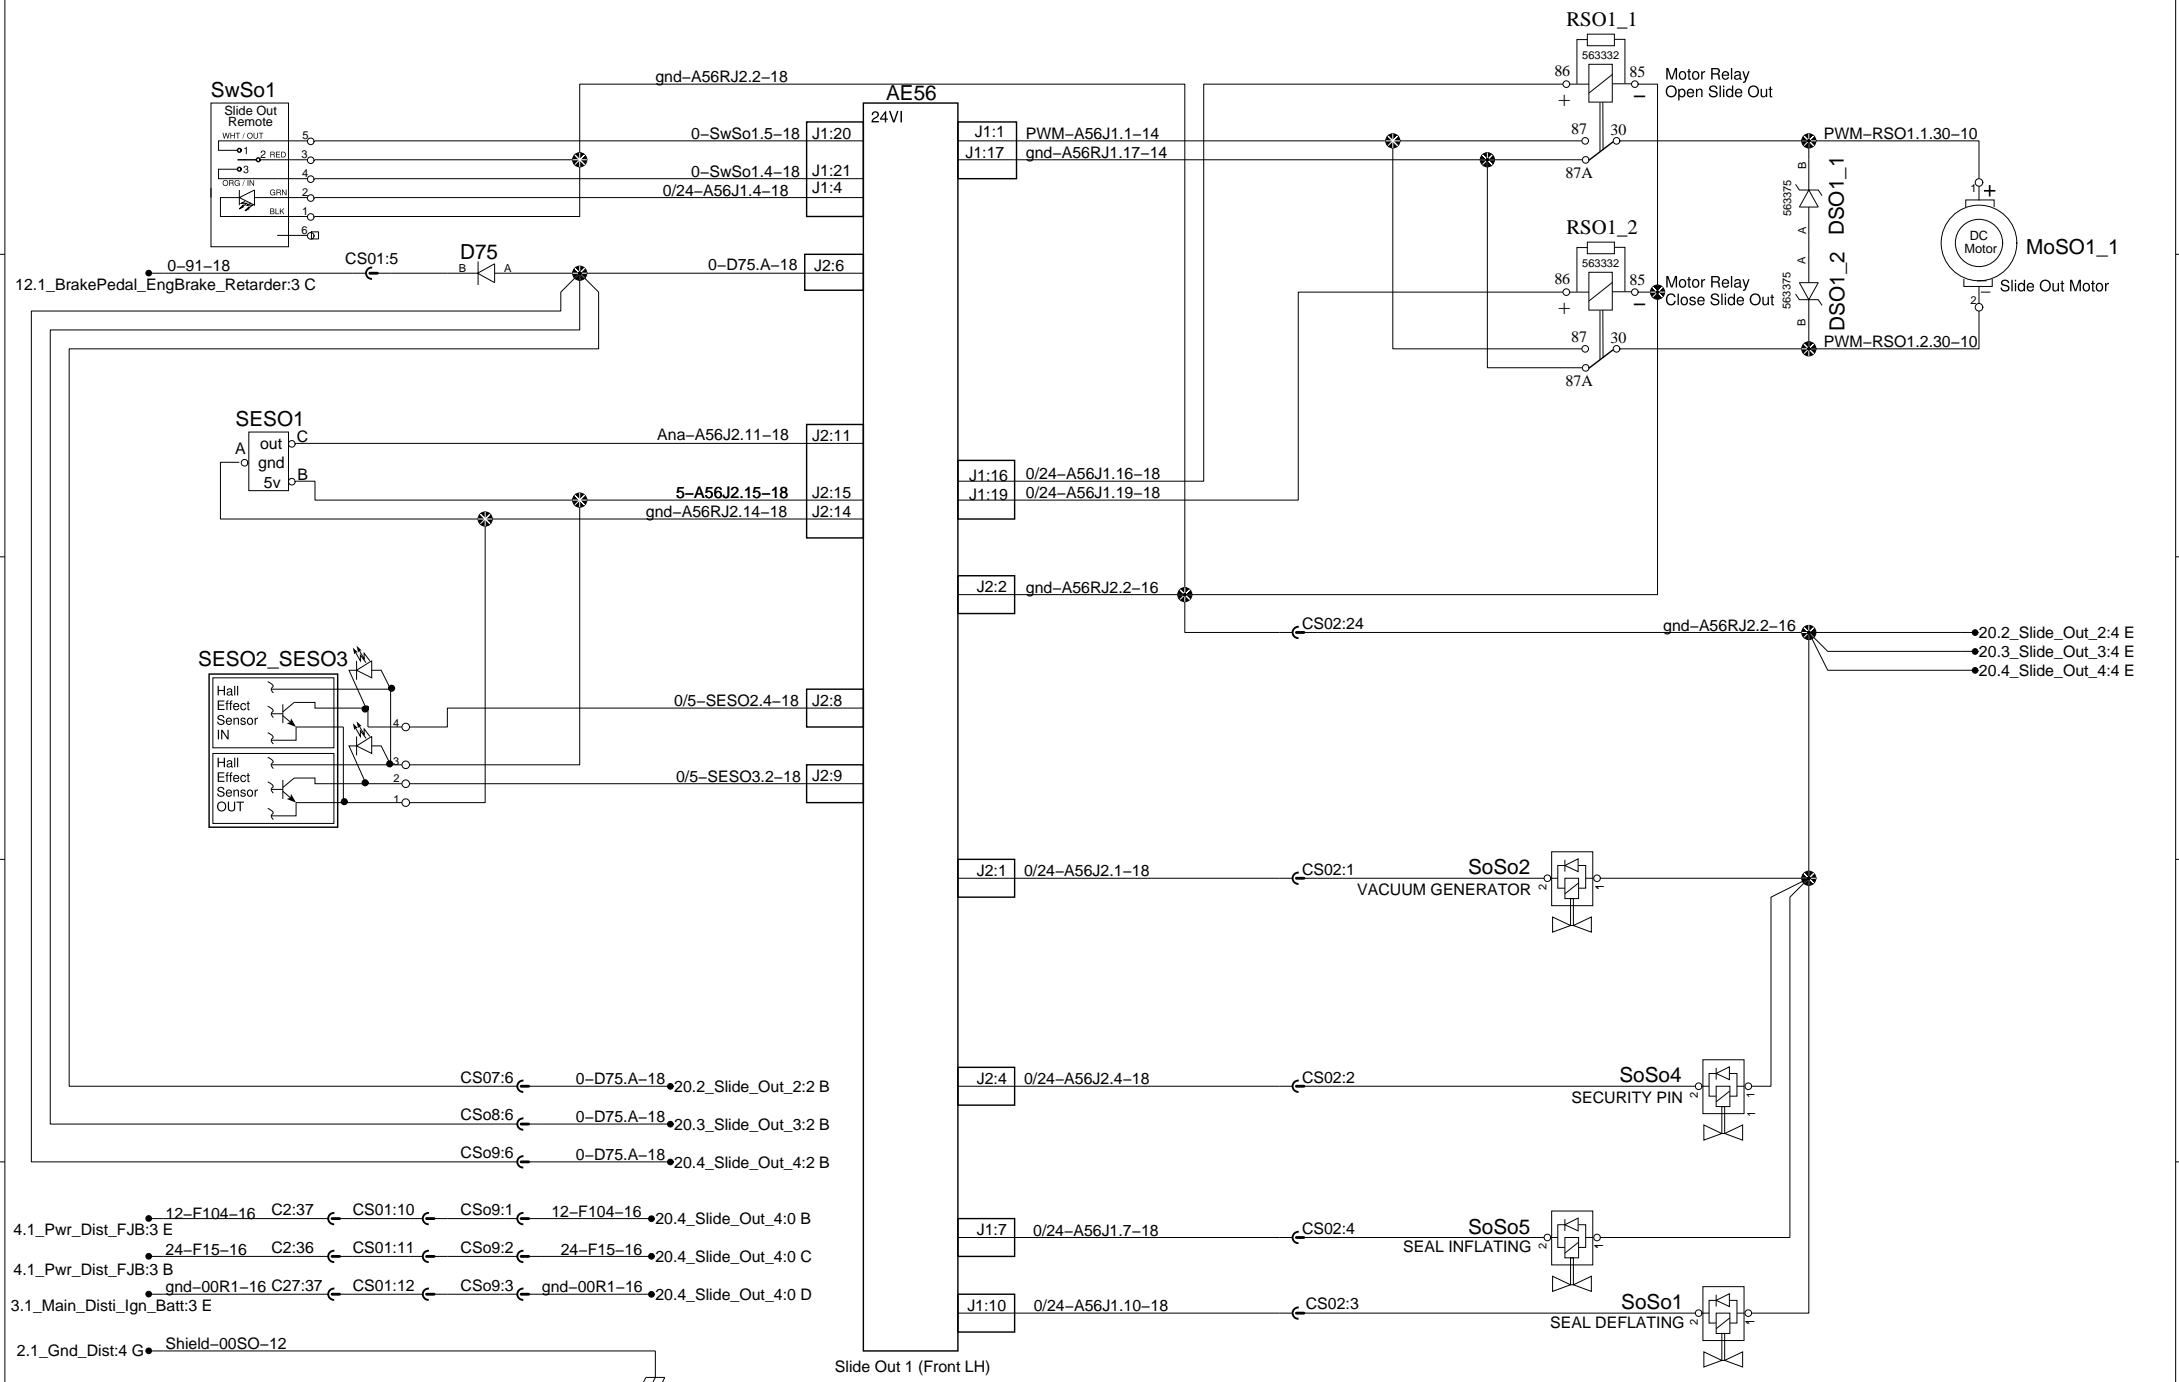 RSO1_1
563332
86
85
+
−
Motor Relay
Open Slide Out
gnd−A56RJ2.2−18
SwSo1
Slide Out
Remote
WHT / OUT
1
2 RED
3
ORG / IN
GRN
BLK
5
3
4
2
1
6
0−SwSo1.5−18
J1:20
0−SwSo1.4−18
J1:21
0/24−A56J1.4−18
J1:4
AE56
24VI
J1:1
PWM−A56J1.1−14
J1:17
gnd−A56RJ1.17−14
87
30
87A
PWM−RSO1.1.30−10
B
563375
A
DSO1_1
A
563375
B
DSO1_2
1
+
DC
Motor
MoSO1_1
−
2
Slide Out Motor
PWM−RSO1.2.30−10
RSO1_2
563332
86
85
+
−
Motor Relay
Close Slide Out
87
30
87A
0−91−18
12.1_BrakePedal_EngBrake_Retarder:3 C
CS01:5
D75
B
A
0−D75.A−18
J2:6
SESO1
A
out
gnd
5v
C
B
Ana−A56J2.11−18
J2:11
5−A56J2.15−18
J2:15
gnd−A56RJ2.14−18
J2:14
J1:16
0/24−A56J1.16−18
J1:19
0/24−A56J1.19−18
J2:2
gnd−A56RJ2.2−16
CS02:24
gnd−A56RJ2.2−16
20.2_Slide_Out_2:4 E
20.3_Slide_Out_3:4 E
20.4_Slide_Out_4:4 E
SESO2_SESO3
Hall
Effect
Sensor
IN
Hall
Effect
Sensor
OUT
4
3
2
1
0/5−SESO2.4−18
J2:8
0/5−SESO3.2−18
J2:9
J2:1
0/24−A56J2.1−18
CS02:1
SoSo2
VACUUM GENERATOR
2
1
J2:4
0/24−A56J2.4−18
CS02:2
SoSo4
SECURITY PIN
2
1
1
CS07:6
0−D75.A−18
20.2_Slide_Out_2:2 B
CSo8:6
0−D75.A−18
20.3_Slide_Out_3:2 B
CSo9:6
0−D75.A−18
20.4_Slide_Out_4:2 B
J1:7
0/24−A56J1.7−18
CS02:4
SoSo5
SEAL INFLATING
2
1
J1:10
0/24−A56J1.10−18
CS02:3
SoSo1
SEAL DEFLATING
2
1
12−F104−16
C2:37
CS01:10
CSo9:1
12−F104−16
20.4_Slide_Out_4:0 B
4.1_Pwr_Dist_FJB:3 E
24−F15−16
C2:36
CS01:11
CSo9:2
24−F15−16
20.4_Slide_Out_4:0 C
4.1_Pwr_Dist_FJB:3 B
gnd−00R1−16
C27:37
CS01:12
CSo9:3
gnd−00R1−16
20.4_Slide_Out_4:0 D
3.1_Main_Disti_Ign_Batt:3 E
2.1_Gnd_Dist:4 G
Shield−00SO−12
Slide Out 1 (Front LH)